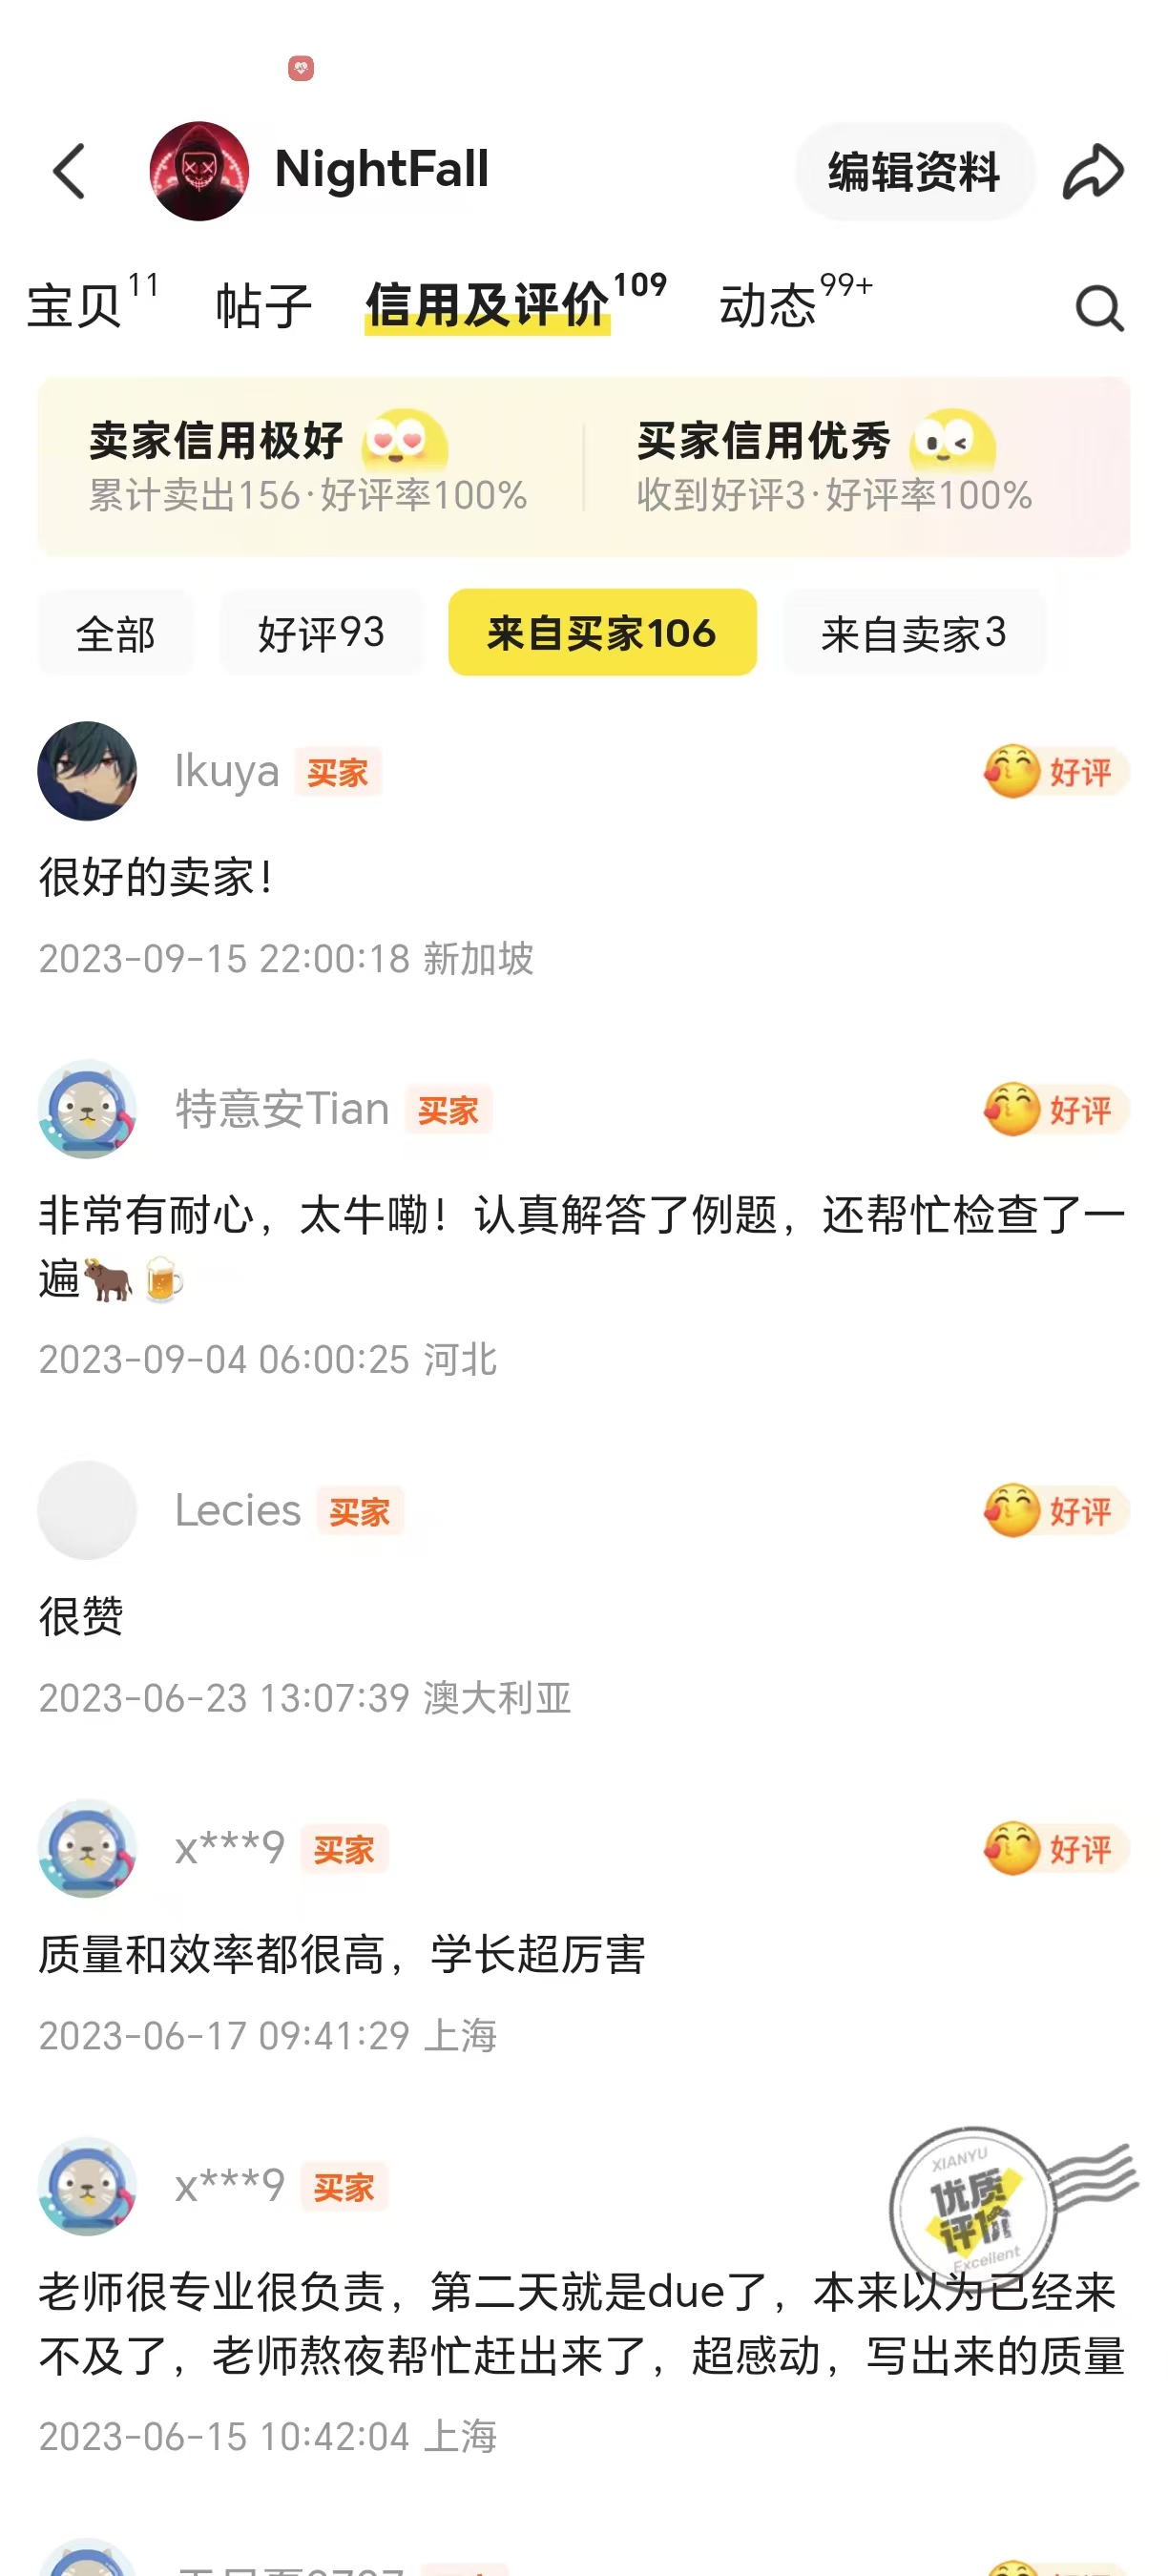 NightFall
编辑资料
宝贝11
帖子
信用及评价109
动态99+
卖家信用极好
累计卖出156·好评率100%
买家信用优秀
收到好评3·好评率100%
全部
好评93
来自买家106
来自卖家3
Ikuya 买家
好评
很好的卖家！
2023-09-15 22:00:18 新加坡
特意安Tian 买家
好评
非常有耐心，太牛嘞！认真解答了例题，还帮忙检查了一
遍🐂🍺
2023-09-04 06:00:25 河北
Lecies 买家
好评
很赞
2023-06-23 13:07:39 澳大利亚
x***9 买家
好评
质量和效率都很高，学长超厉害
2023-06-17 09:41:29 上海
x***9 买家
XIANYU
优质
评价
Excellent
老师很专业很负责，第二天就是due了，本来以为已经来
不及了，老师熬夜帮忙赶出来了，超感动，写出来的质量
2023-06-15 10:42:04 上海